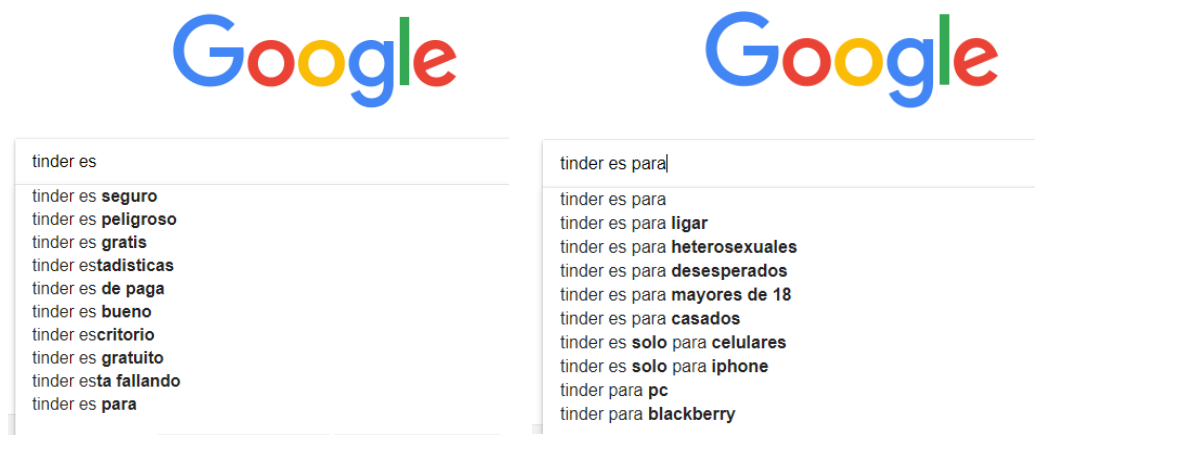 Google
tinder es
tinder es seguro
tinder es peligroso
tinder es gratis
tinder estadisticas
tinder es de paga
tinder es bueno
tinder escritorio
tinder es gratuito
tinder esta fallando
tinder es para
Google
tinder es para
tinder es para
tinder es para ligar
tinder es para heterosexuales
tinder es para desesperados
tinder es para mayores de 18
tinder es para casados
tinder es solo para celulares
tinder es solo para iphone
tinder para pc
tinder para blackberry